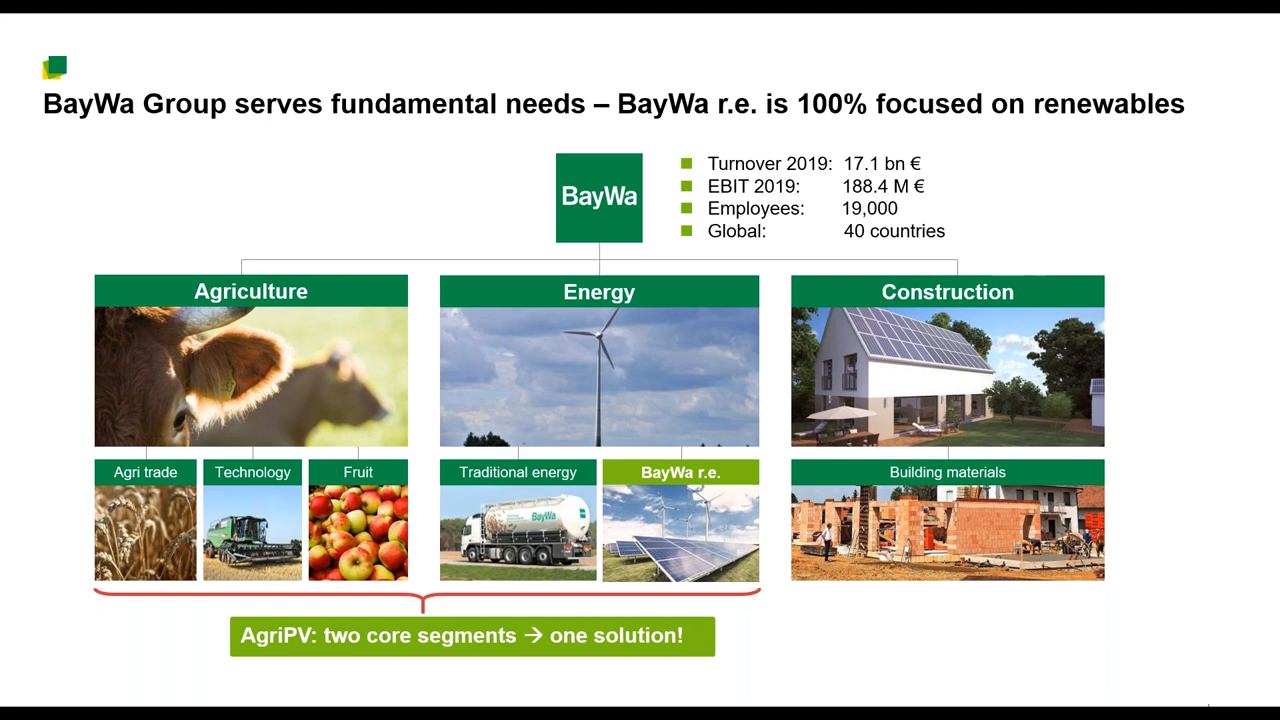 BayWa Group serves fundamental needs – BayWa r.e. is 100% focused on renewables
BayWa
Turnover 2019: 17.1 bn €
EBIT 2019: 188.4 M €
Employees: 19,000
Global: 40 countries
Agriculture
Energy
Construction
Agri trade
Technology
Fruit
Traditional energy
BayWa r.e.
Building materials
BayWa
AgriPV: two core segments → one solution!